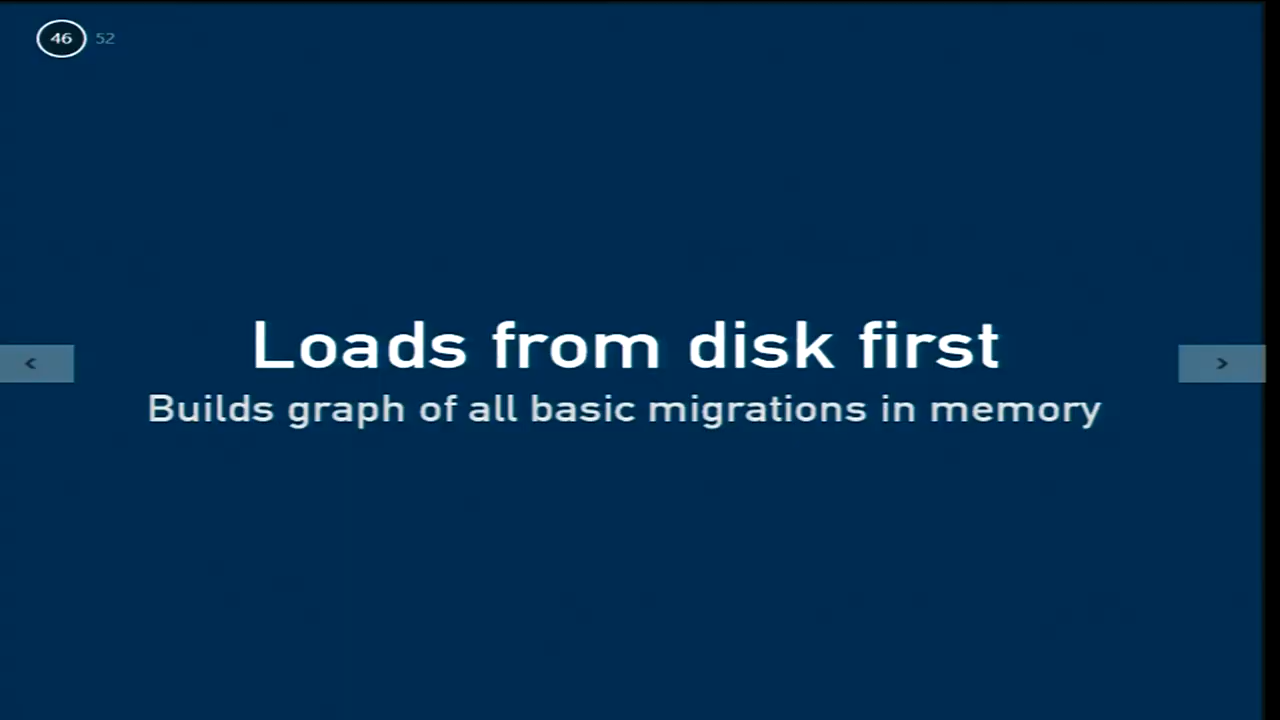 46 52
Loads from disk first
<
>
Builds graph of all basic migrations in memory